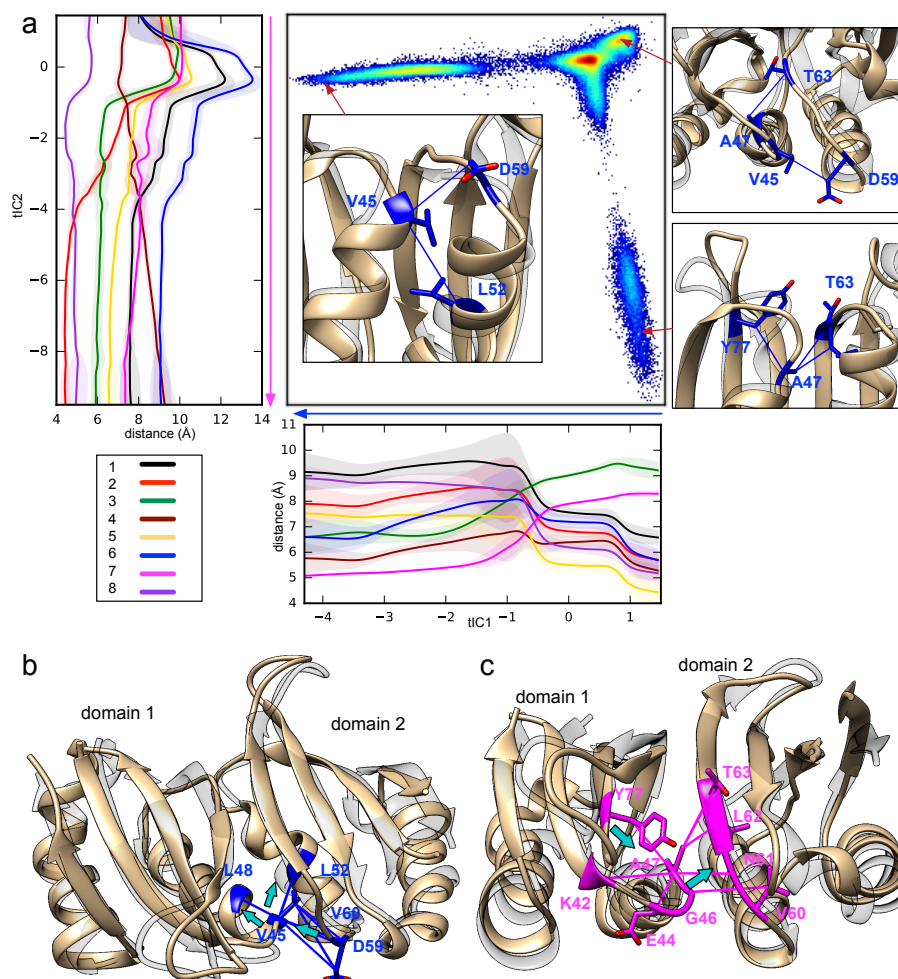 a
tIC2
0
−2
−4
−6
−8
4 6 8 10 12 14
distance (Å)
V45
D59
L52
T63
A47
V45
D59
T63
Y77
A47
1
2
3
4
5
6
7
8
distance (Å)
11
10
9
8
7
6
5
4
−4 −3 −2 −1 0 1
tIC1
b
domain 1
domain 2
L48
L52
V60
V45
D59
c
domain 2
domain 1
T63
Y77
L62
A47
N61
K42
G46
V60
E44